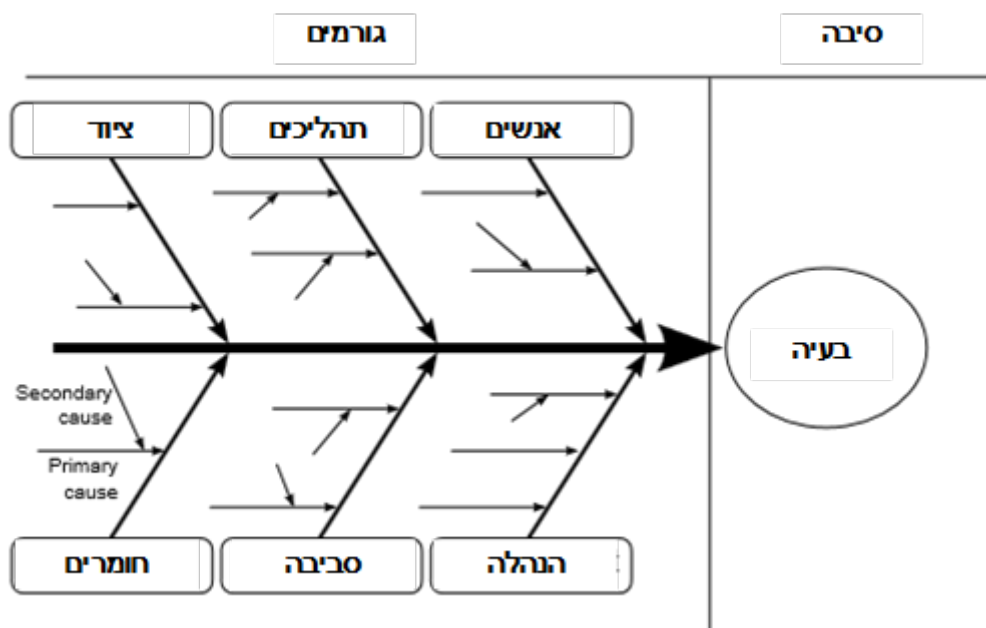 סיבה
גורמים
אנשים
תהליכים
ציוד
בעיה
Secondary
cause
Primary
cause
הנהלה
סביבה
חומרים